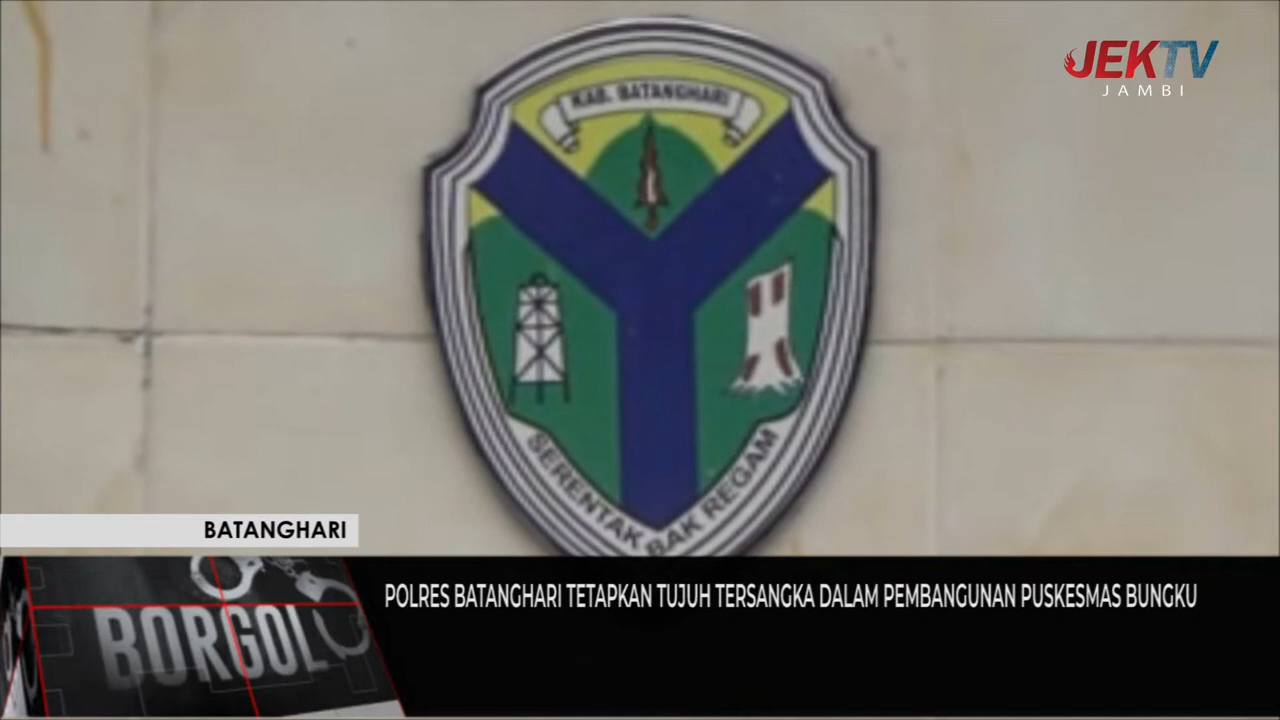 JEKTV
JAMBI
KAB. BATANGHARI
SERENTAK BAK REGAM
BATANGHARI
BORGOL
POLRES BATANGHARI TETAPKAN TUJUH TERSANGKA DALAM PEMBANGUNAN PUSKESMAS BUNGKU